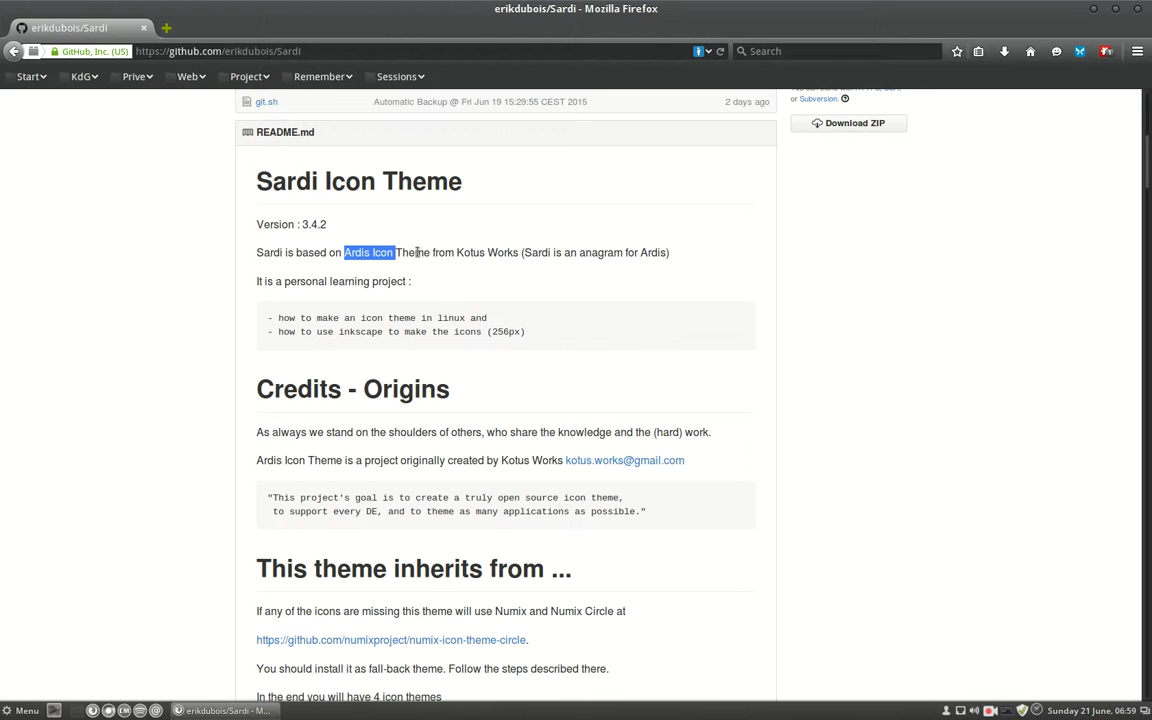 erikdubois/Sardi - Mozilla Firefox
erikdubois/Sardi
GitHub, Inc. (US) https://github.com/erikdubois/Sardi Search
Start KdG Prive Web Project Remember Sessions
git.sh Automatic Backup @ Fri Jun 19 15:29:55 CEST 2015 2 days ago
or Subversion.
Download ZIP
README.md
Sardi Icon Theme
Version : 3.4.2
Sardi is based on Ardis Icon Theme from Kotus Works (Sardi is an anagram for Ardis)
It is a personal learning project :
- how to make an icon theme in linux and
- how to use inkscape to make the icons (256px)
Credits - Origins
As always we stand on the shoulders of others, who share the knowledge and the (hard) work.
Ardis Icon Theme is a project originally created by Kotus Works kotus.works@gmail.com
"This project's goal is to create a truly open source icon theme,
to support every DE, and to theme as many applications as possible."
This theme inherits from ...
If any of the icons are missing this theme will use Numix and Numix Circle at
https://github.com/numixproject/numix-icon-theme-circle.
You should install it as fall-back theme. Follow the steps described there.
In the end you will have 4 icon themes
Menu erikdubois/Sardi - M... Sunday 21 June, 06:59